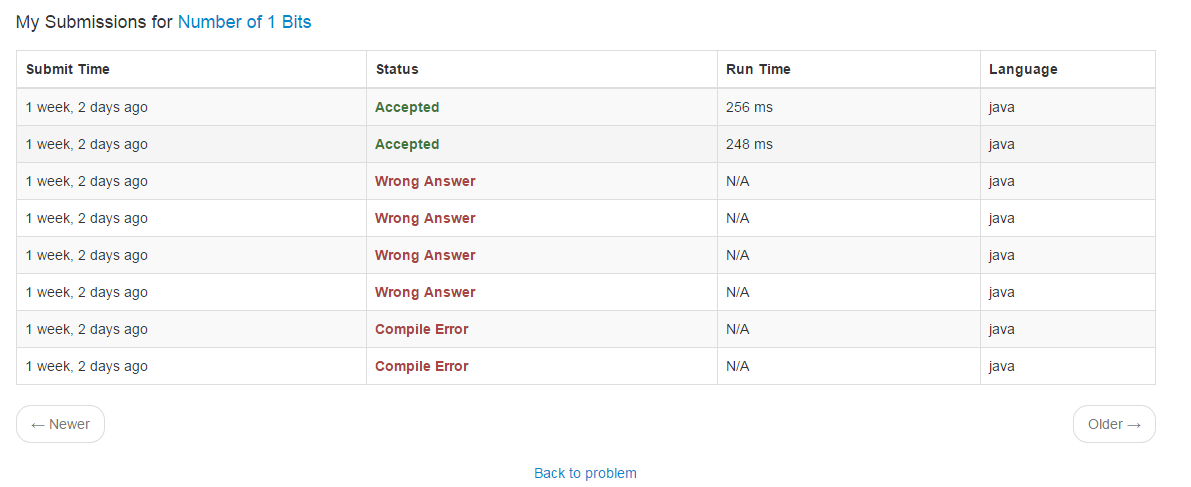 My Submissions for Number of 1 Bits
Submit Time Status Run Time Language
1 week, 2 days ago Accepted 256 ms java
1 week, 2 days ago Accepted 248 ms java
1 week, 2 days ago Wrong Answer N/A java
1 week, 2 days ago Wrong Answer N/A java
1 week, 2 days ago Wrong Answer N/A java
1 week, 2 days ago Wrong Answer N/A java
1 week, 2 days ago Compile Error N/A java
1 week, 2 days ago Compile Error N/A java
← Newer Older →
Back to problem